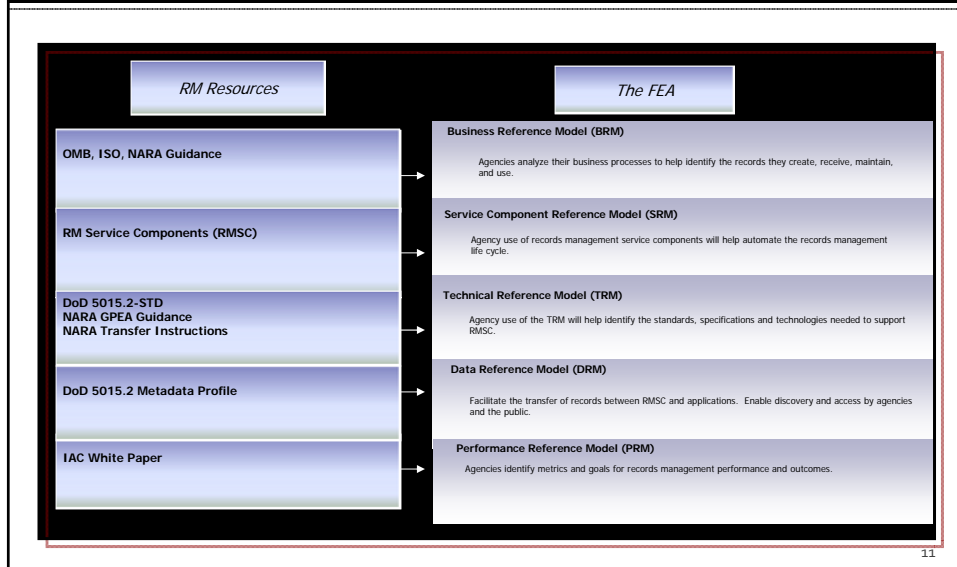 RM Resources
The FEA
OMB, ISO, NARA Guidance
Business Reference Model (BRM)
Agencies analyze their business processes to help identify the records they create, receive, maintain,
and use.
RM Service Components (RMSC)
Service Component Reference Model (SRM)
Agency use of records management service components will help automate the records management
life cycle.
DoD 5015.2-STD
NARA GPEA Guidance
NARA Transfer Instructions
Technical Reference Model (TRM)
Agency use of the TRM will help identify the standards, specifications and technologies needed to support
RMSC.
DoD 5015.2 Metadata Profile
Data Reference Model (DRM)
Facilitate the transfer of records between RMSC and applications.  Enable discovery and access by agencies
and the public.
IAC White Paper
Performance Reference Model (PRM)
Agencies identify metrics and goals for records management performance and outcomes.
11